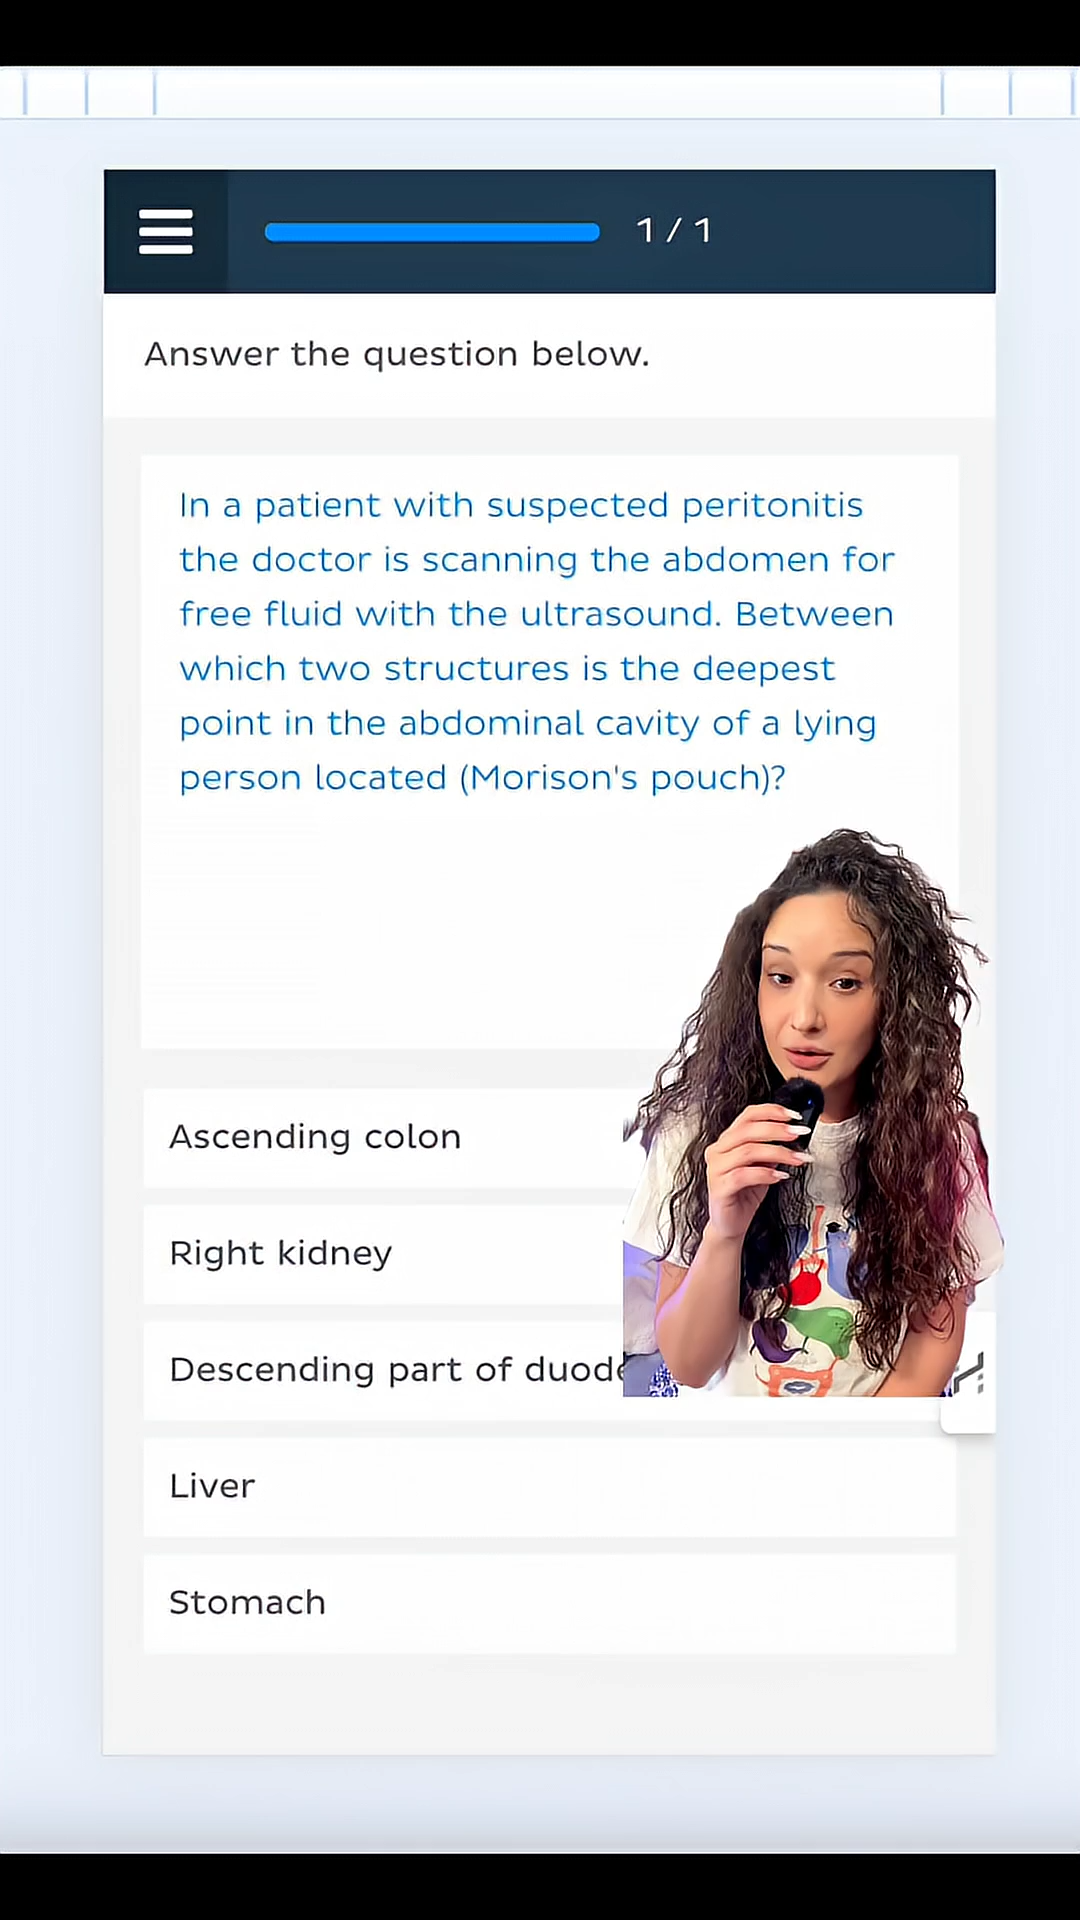 1 / 1
Answer the question below.
In a patient with suspected peritonitis
the doctor is scanning the abdomen for
free fluid with the ultrasound. Between
which two structures is the deepest
point in the abdominal cavity of a lying
person located (Morison's pouch)?
Ascending colon
Right kidney
Descending part of
Liver
Stomach